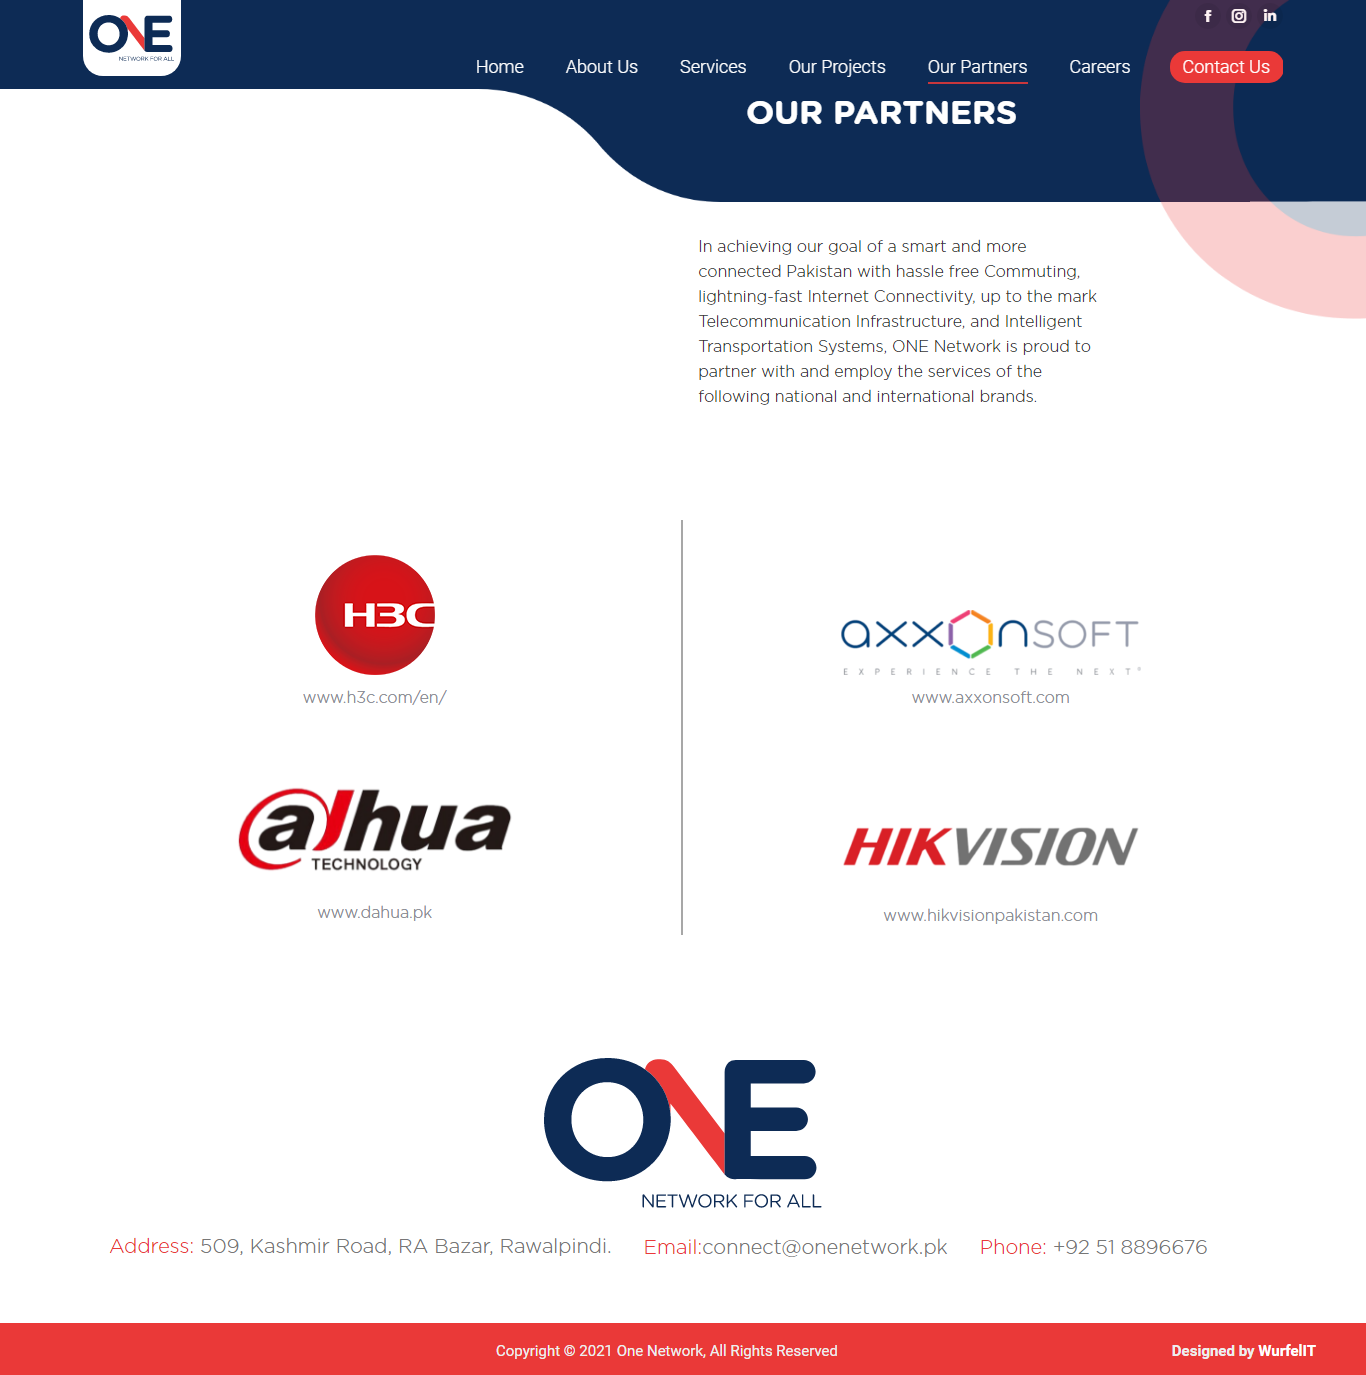 ONE
NETWORK FOR ALL
Home About Us Services Our Projects Our Partners Careers Contact Us
OUR PARTNERS
In achieving our goal of a smart and more
connected Pakistan with hassle free Commuting,
lightning-fast Internet Connectivity, up to the mark
Telecommunication Infrastructure, and Intelligent
Transportation Systems, ONE Network is proud to
partner with and employ the services of the
following national and international brands.
H3C
www.h3c.com/en/
axxonsoft
EXPERIENCE THE NEXT®
www.axxonsoft.com
alhua
TECHNOLOGY
www.dahua.pk
HIKVISION
www.hikvisionpakistan.com
ONE
NETWORK FOR ALL
Address: 509, Kashmir Road, RA Bazar, Rawalpindi. Email:connect@onenetwork.pk Phone: +92 51 8896676
Copyright © 2021 One Network, All Rights Reserved
Designed by WurfelIT